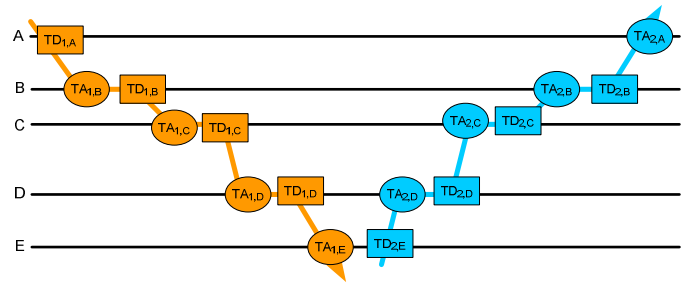 A TD1,A TA2,A
B TA1,B TD1,B TA2,B TD2,B
C TA1,C TD1,C TA2,C TD2,C
D TA1,D TD1,D TA2,D TD2,D
E TA1,E TD2,E